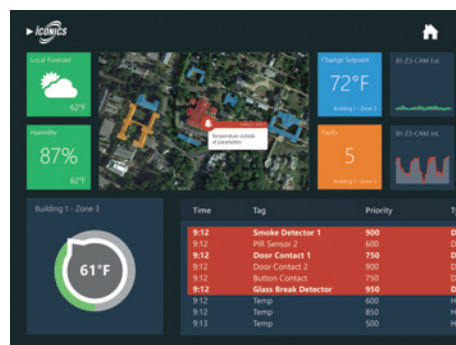 ICONICS
Local Forecast
62°F
Humidity
87%
62°F
Temperature outside
of parameters
Change Setpoint
72°F
Building 1 - Zone 3
Faults
5
Building 1 - Zone 3
B1-Z3-CAM Ext.
B1-Z3-CAM Int.
Building 1 - Zone 3
61°F
Time Tag Priority
9:12 Smoke Detector 1 900 D
9:12 PIR Sensor 2 600 D
9:12 Door Contact 1 750 D
9:12 Door Contact 2 900 D
9:12 Button Contact 750 D
9:12 Glass Break Detector 950 D
9:12 Temp 600 H
9:12 Temp 850 H
9:13 Temp 500 H